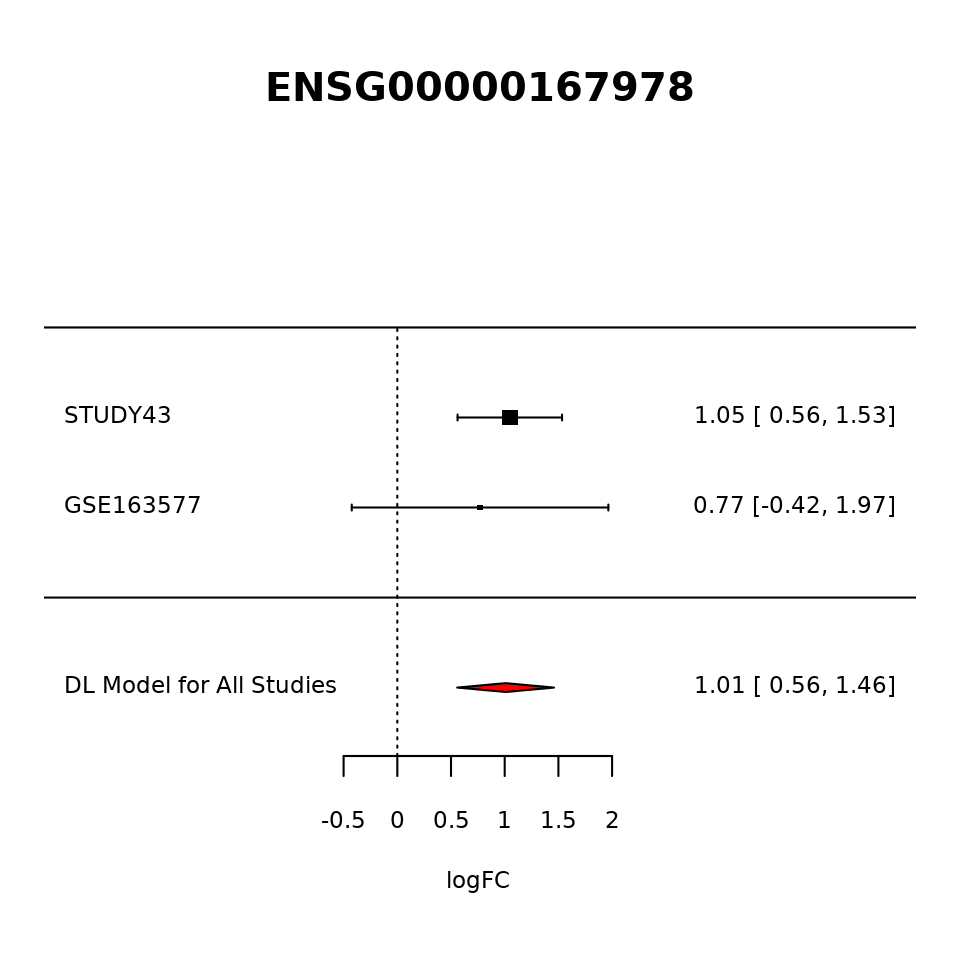 ENSG00000167978
STUDY43 1.05 [ 0.56, 1.53]
GSE163577 0.77 [-0.42, 1.97]
DL Model for All Studies 1.01 [ 0.56, 1.46]
-0.5 0 0.5 1 1.5 2
logFC